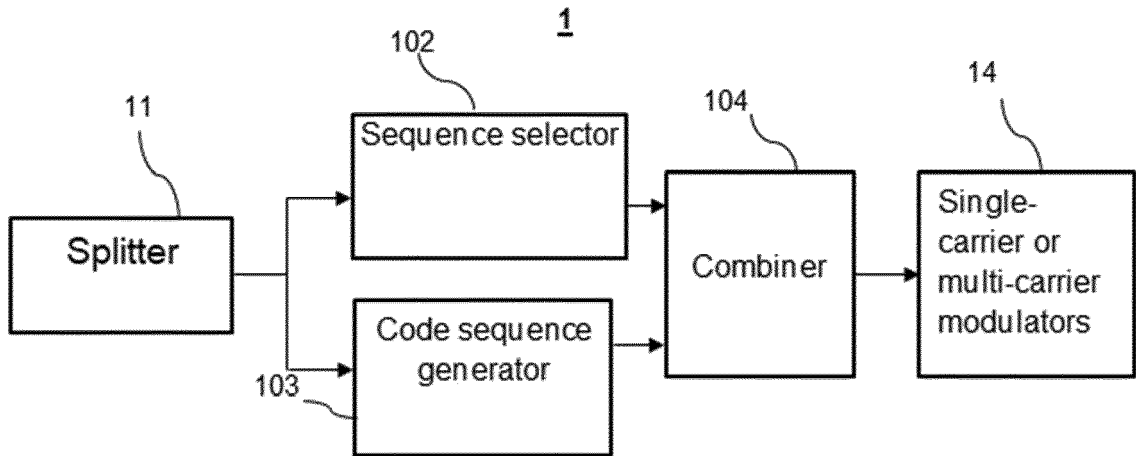 1
102
11
104
14
Sequence selector
Splitter
Combiner
Single-
carrier or
multi-carrier
modulators
Code sequence
generator
103